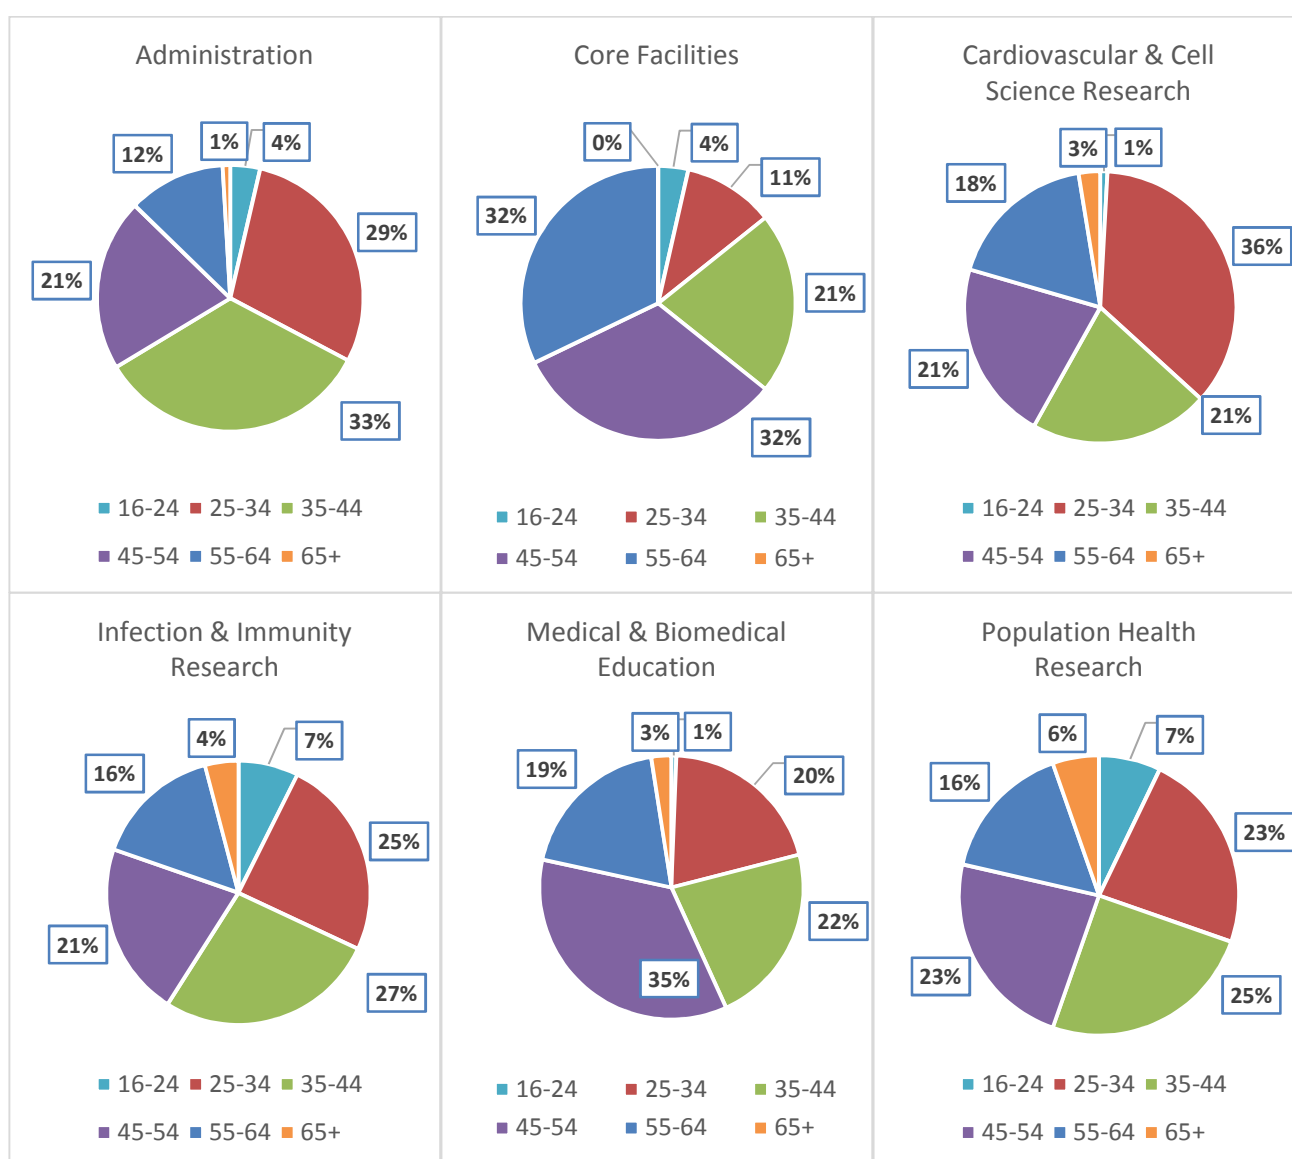 Administration
1%
4%
12%
29%
21%
33%
16-24 25-34 35-44
45-54 55-64 65+
Core Facilities
0%
4%
11%
32%
21%
32%
16-24 25-34 35-44
45-54 55-64 65+
Cardiovascular & Cell
Science Research
3%
1%
18%
36%
21%
21%
16-24 25-34 35-44
45-54 55-64 65+
Infection & Immunity
Research
4%
7%
16%
25%
21%
27%
16-24 25-34 35-44
45-54 55-64 65+
Medical & Biomedical
Education
3%
1%
19%
20%
22%
35%
16-24 25-34 35-44
45-54 55-64 65+
Population Health
Research
6%
7%
16%
23%
23%
25%
16-24 25-34 35-44
45-54 55-64 65+